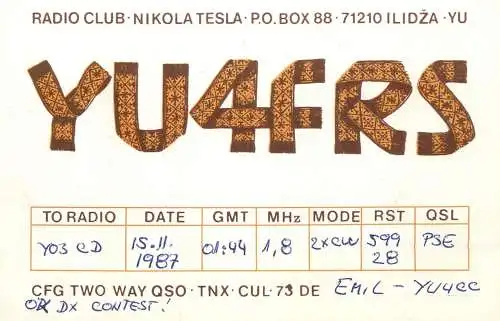 RADIO CLUB · NIKOLA TESLA · P.O. BOX 88 · 71210 ILIDŽA · YU
YU4FRS
TO RADIO DATE GMT MHz MODE RST QSL
YO3 CD 15.11. 1987 01:44 1,8 2xCW 599 28 PSE
CFG TWO WAY QSO · TNX · CUL · 73 DE EMIL - YU4CC
OK DX CONTEST!